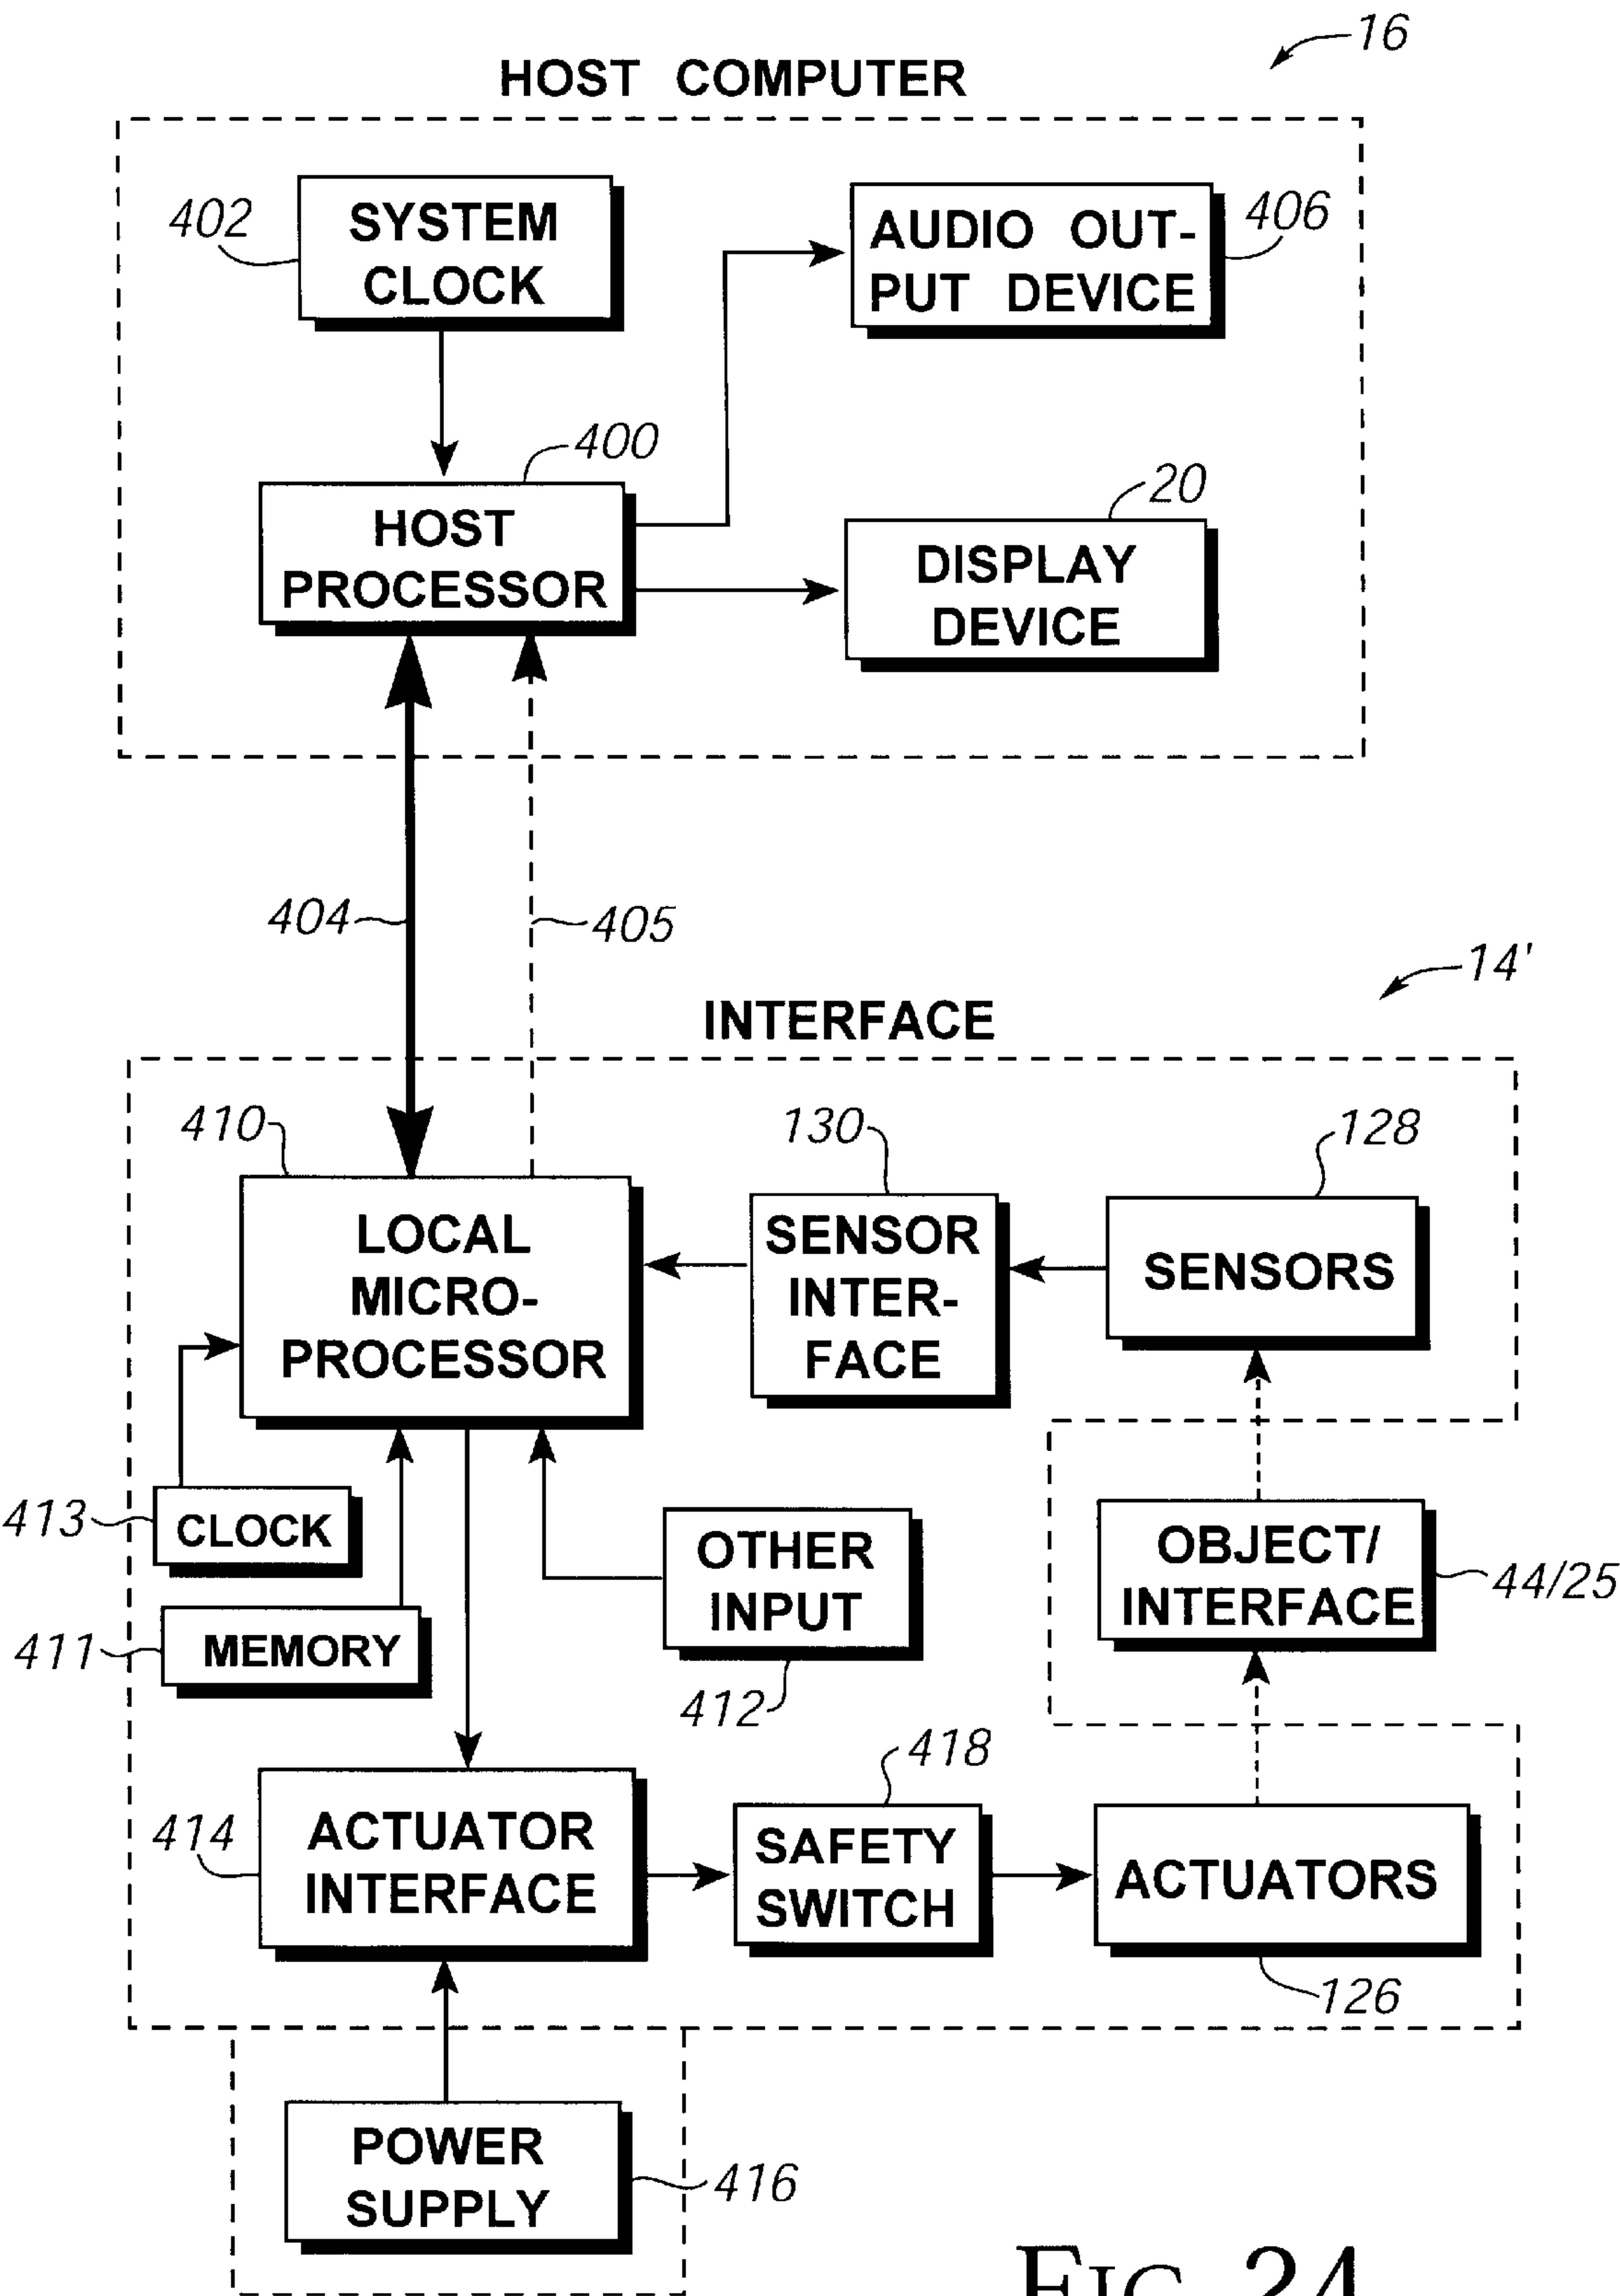 16
HOST COMPUTER
402
SYSTEM
CLOCK
AUDIO OUT-
PUT DEVICE
406
400
HOST
PROCESSOR
20
DISPLAY
DEVICE
404
405
14'
INTERFACE
410
130
128
LOCAL
MICRO-
PROCESSOR
SENSOR
INTER-
FACE
SENSORS
413
CLOCK
OTHER
INPUT
OBJECT/
INTERFACE
44/25
411
MEMORY
412
418
414
ACTUATOR
INTERFACE
SAFETY
SWITCH
ACTUATORS
126
POWER
SUPPLY
416
FIG. 24